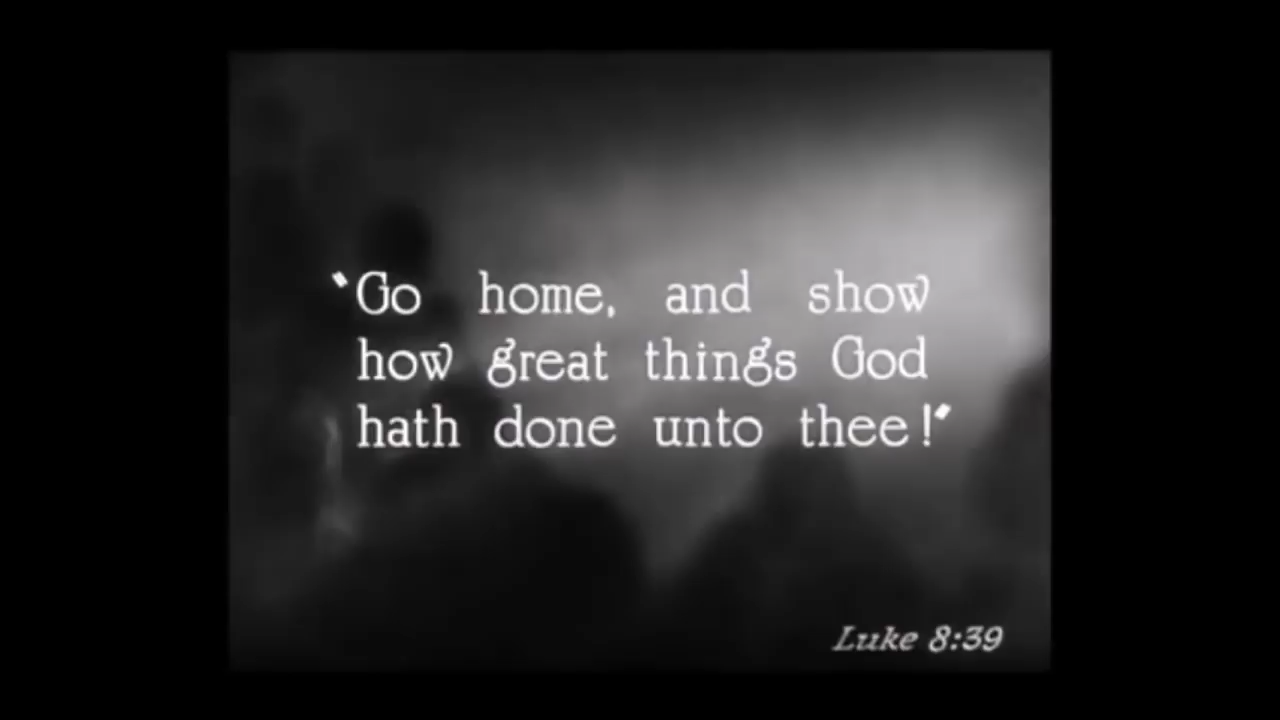 "Go home, and show
how great things God
hath done unto thee!"
Luke 8:39